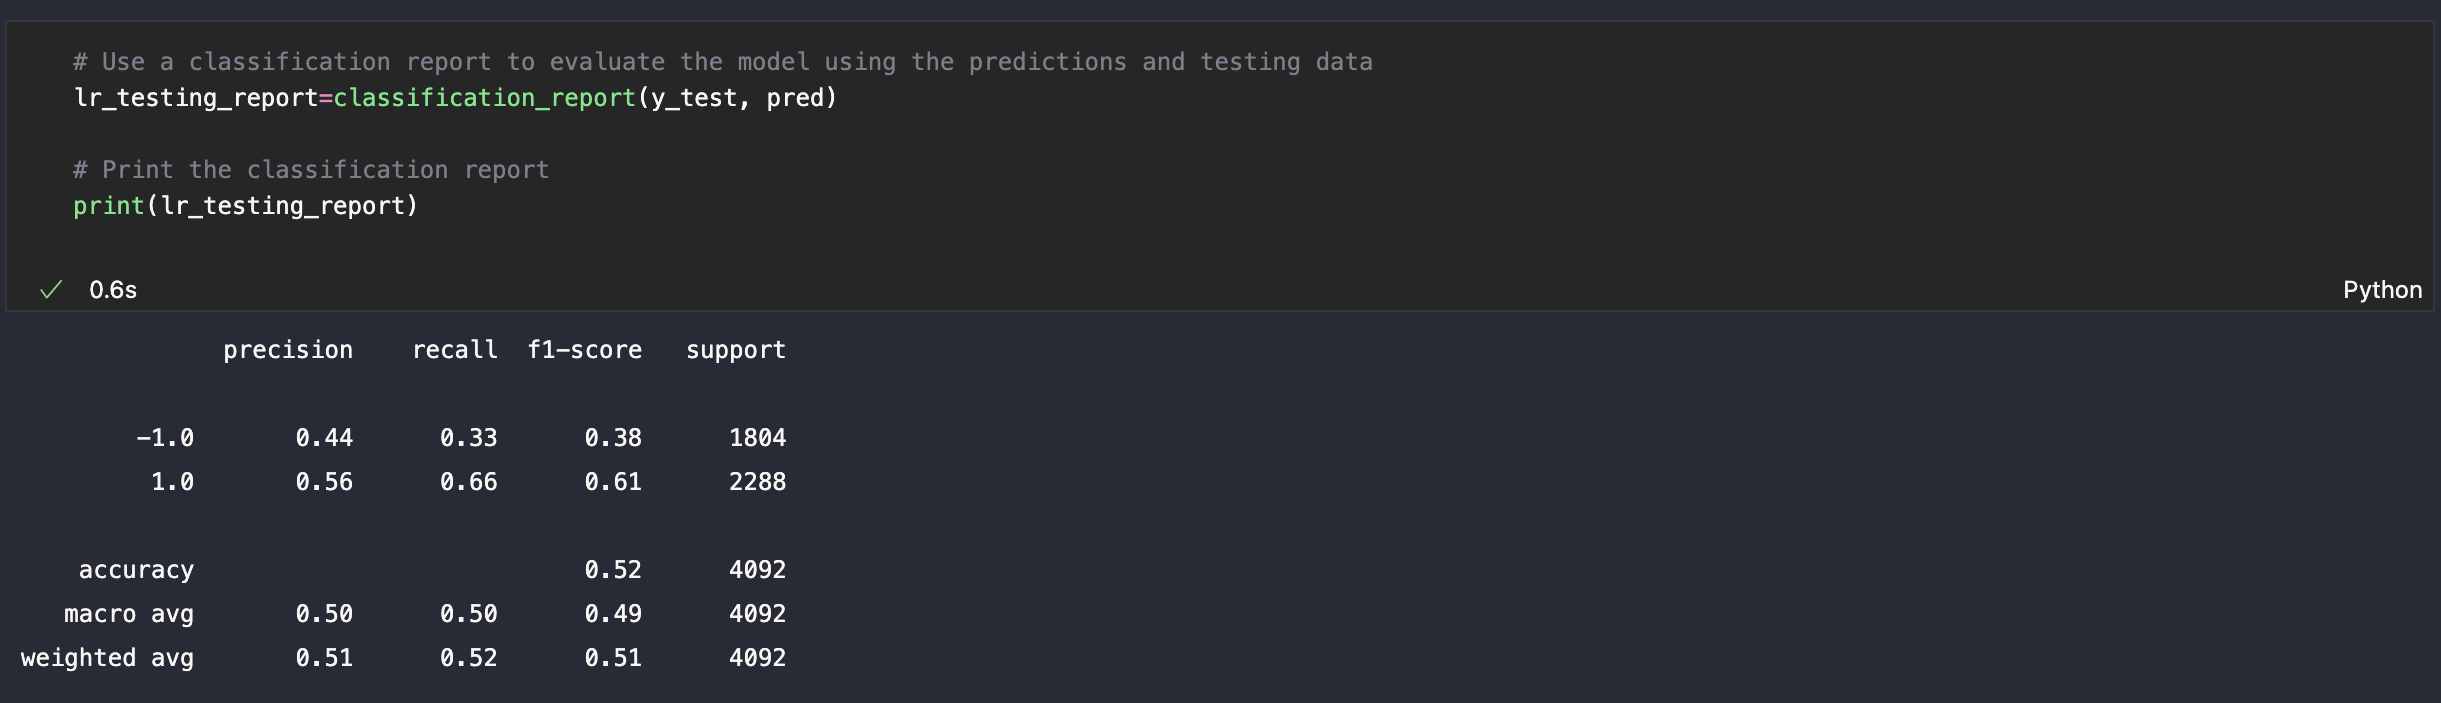 # Use a classification report to evaluate the model using the predictions and testing data
lr_testing_report=classification_report(y_test, pred)
# Print the classification report
print(lr_testing_report)
0.6s
Python
precision recall f1-score support
-1.0 0.44 0.33 0.38 1804
1.0 0.56 0.66 0.61 2288
accuracy 0.52 4092
macro avg 0.50 0.50 0.49 4092
weighted avg 0.51 0.52 0.51 4092